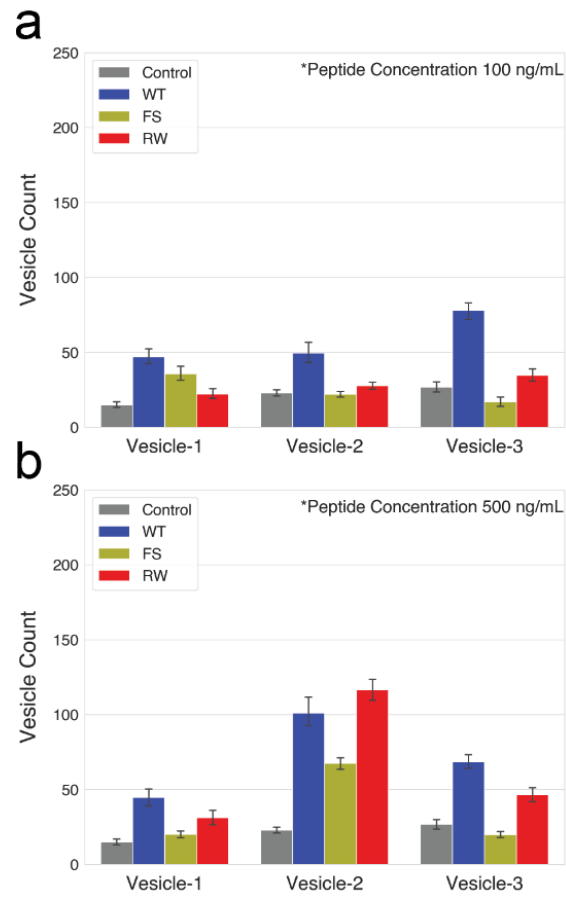 a
250
200
150
100
50
0
Vesicle Count
Control
WT
FS
RW
*Peptide Concentration 100 ng/mL
Vesicle-1 Vesicle-2 Vesicle-3
b
250
200
150
100
50
0
Vesicle Count
Control
WT
FS
RW
*Peptide Concentration 500 ng/mL
Vesicle-1 Vesicle-2 Vesicle-3